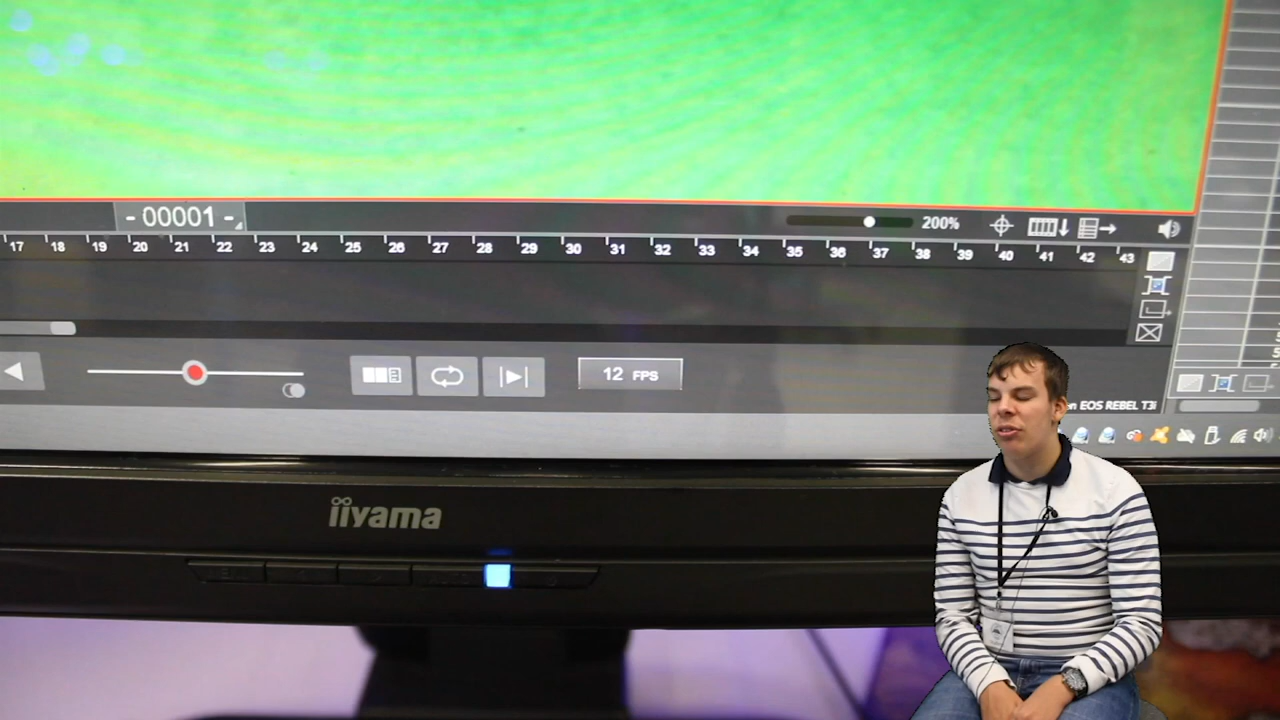 - 00001 -
200%
17 18 19 20 21 22 23 24 25 26 27 28 29 30 31 32 33 34 35 36 37 38 39 40 41 42 43
12 FPS
EOS REBEL T3i
iiyama